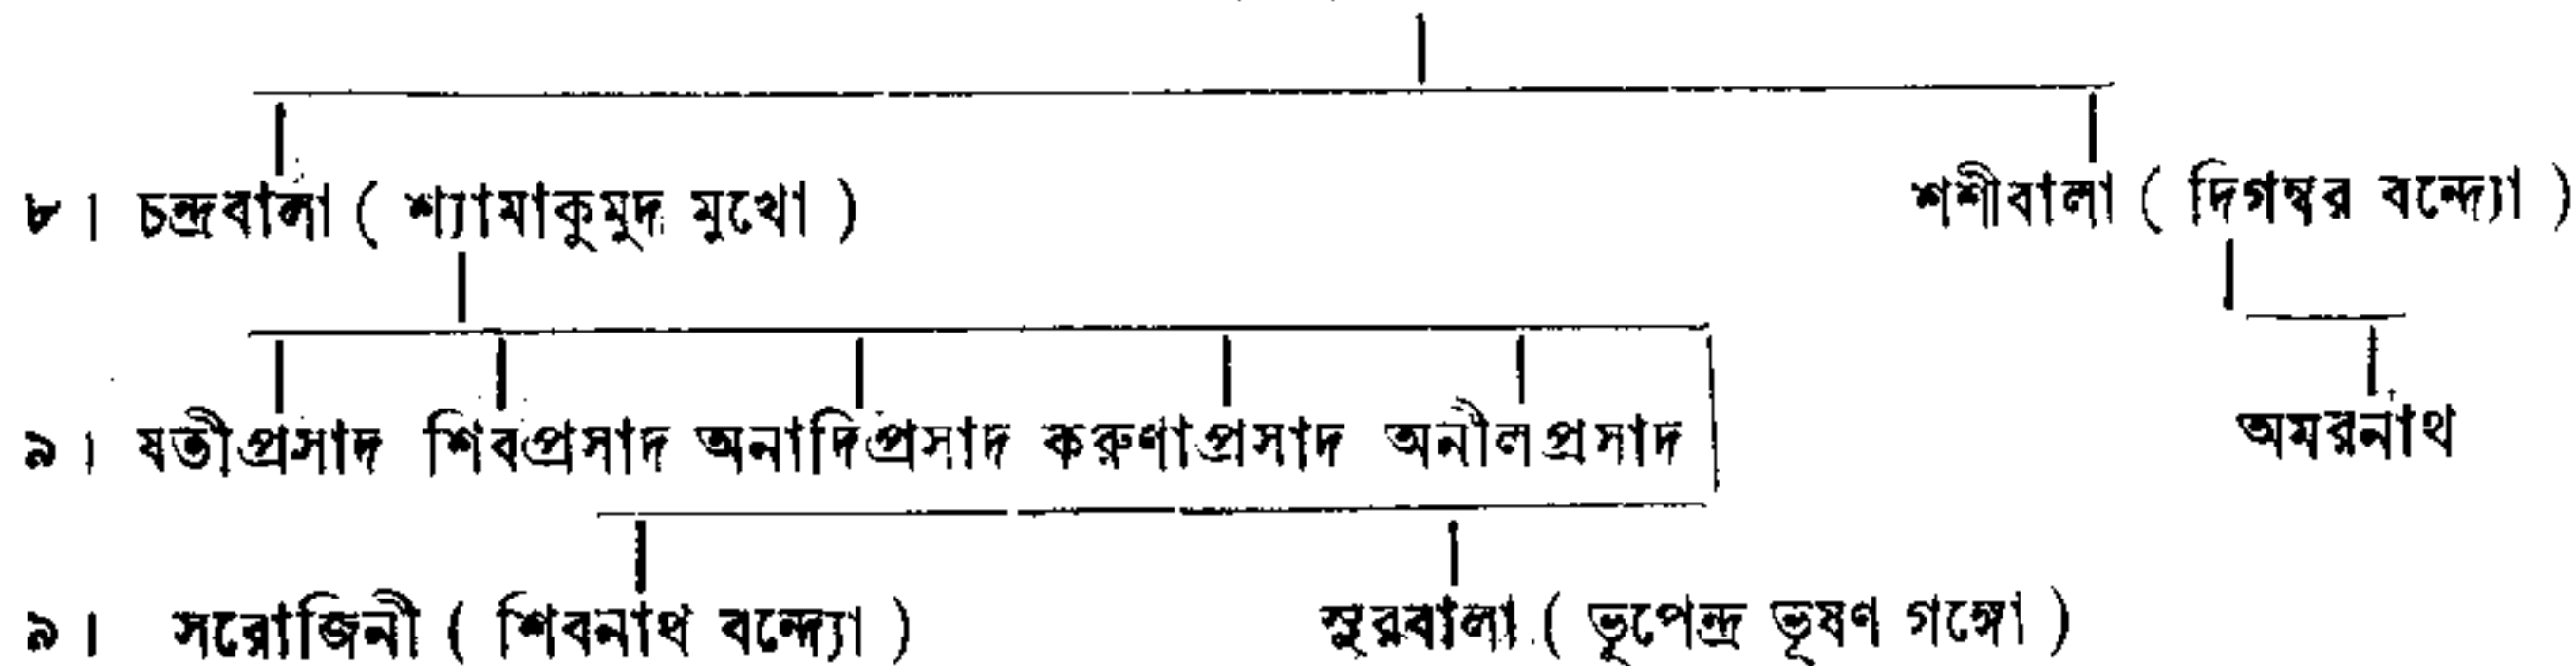 ৮। চন্দ্রবালা ( শ্যামাকুমুদ মুখো ) শশীবালা ( দিগম্বর বন্দ্যো )
৯। যতীপ্রসাদ শিবপ্রসাদ অনাদিপ্রসাদ করুণাপ্রসাদ অনীলপ্রসাদ অমরনাথ
৯। সরোজিনী ( শিবনাথ বন্দ্যো ) সুরবালা ( ভূপেন্দ্র ভূষণ গঙ্গো )